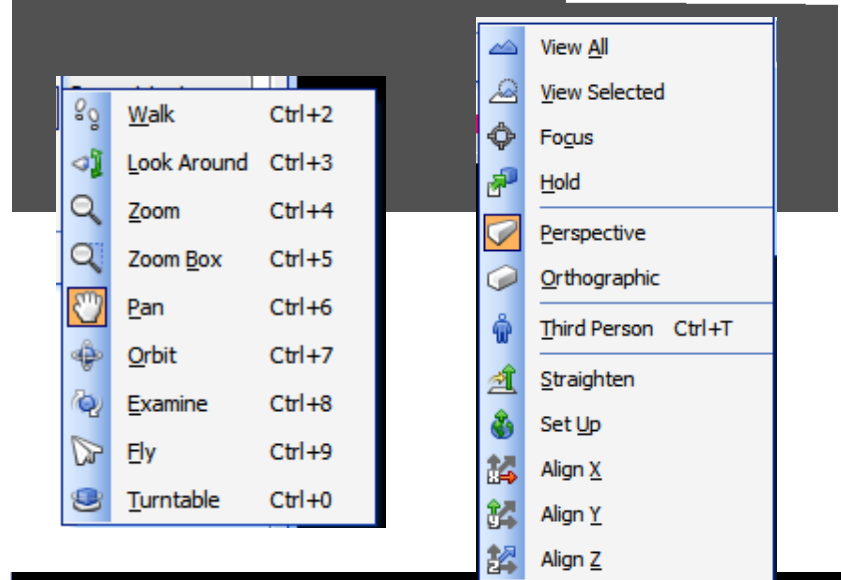 Walk Ctrl+2
Look Around Ctrl+3
Zoom Ctrl+4
Zoom Box Ctrl+5
Pan Ctrl+6
Orbit Ctrl+7
Examine Ctrl+8
Fly Ctrl+9
Turntable Ctrl+0
View All
View Selected
Focus
Hold
Perspective
Orthographic
Third Person Ctrl+T
Straighten
Set Up
Align X
Align Y
Align Z